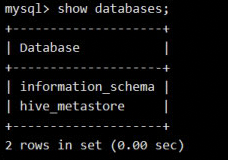 mysql> show databases;
+--------------------+
| Database           |
+--------------------+
| information_schema |
| hive_metastore     |
+--------------------+
2 rows in set (0.00 sec)